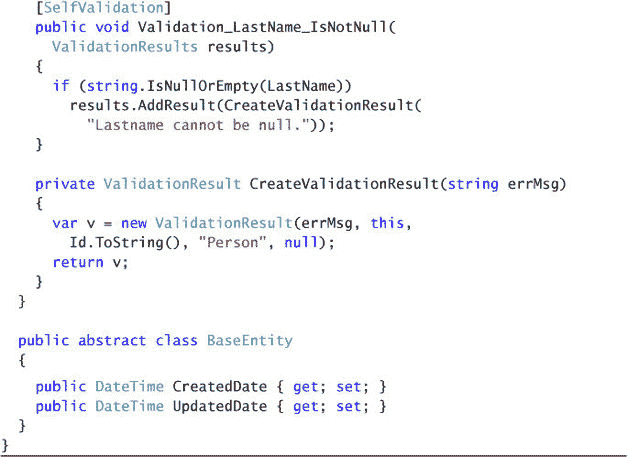 [SelfValidation]
public void Validation_LastName_IsNotNull(
ValidationResults results)
{
if (string.IsNullOrEmpty(LastName))
results.AddResult(CreateValidationResult(
"Lastname cannot be null."));
}
private ValidationResult CreateValidationResult(string errMsg)
{
var v = new ValidationResult(errMsg, this,
Id.ToString(), "Person", null);
return v;
}
}
public abstract class BaseEntity
{
public DateTime CreatedDate { get; set; }
public DateTime UpdatedDate { get; set; }
}
}